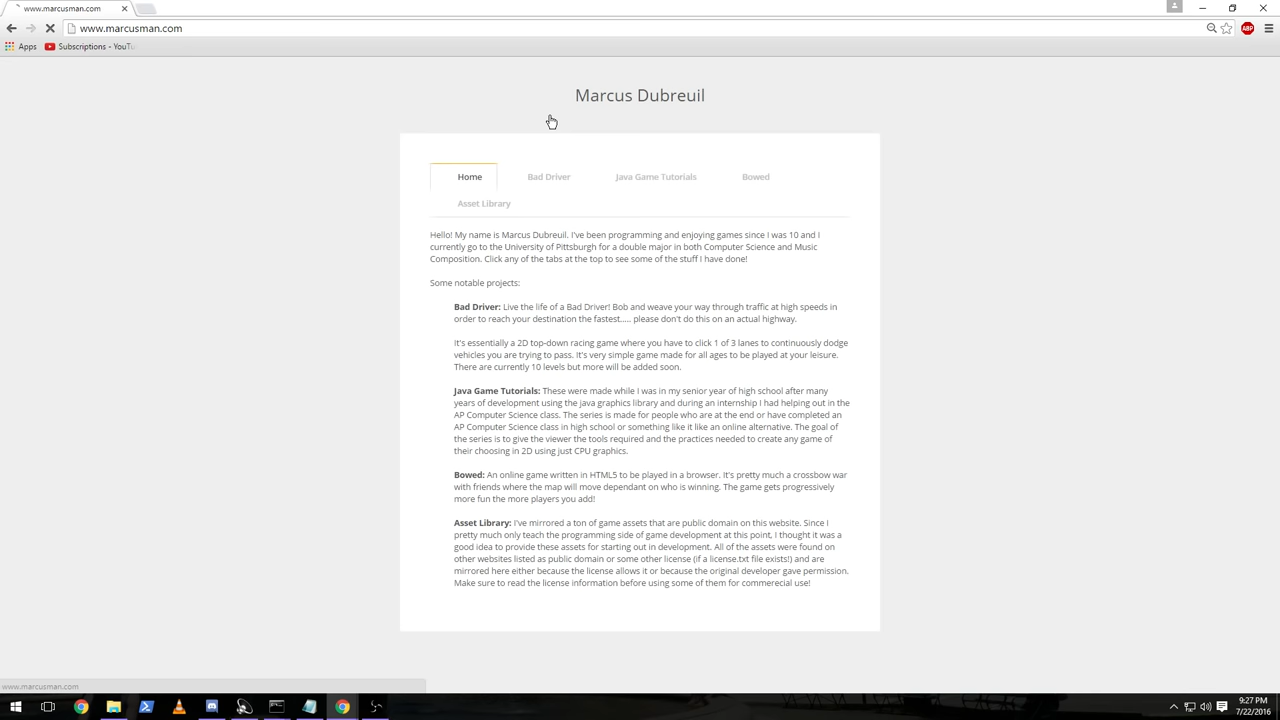 www.marcusman.com
www.marcusman.com
ABP
Apps
Subscriptions - YouTu
Marcus Dubreuil
Home
Bad Driver
Java Game Tutorials
Bowed
Asset Library
Hello! My name is Marcus Dubreuil. I've been programming and enjoying games since I was 10 and I
currently go to the University of Pittsburgh for a double major in both Computer Science and Music
Composition. Click any of the tabs at the top to see some of the stuff I have done!
Some notable projects:
Bad Driver: Live the life of a Bad Driver! Bob and weave your way through traffic at high speeds in
order to reach your destination the fastest..... please don't do this on an actual highway.
It's essentially a 2D top-down racing game where you have to click 1 of 3 lanes to continuously dodge
vehicles you are trying to pass. It's very simple game made for all ages to be played at your leisure.
There are currently 10 levels but more will be added soon.
Java Game Tutorials: These were made while I was in my senior year of high school after many
years of development using the java graphics library and during an internship I had helping out in the
AP Computer Science class. The series is made for people who are at the end or have completed an
AP Computer Science class in high school or something like it like an online alternative. The goal of
the series is to give the viewer the tools required and the practices needed to create any game of
their choosing in 2D using just CPU graphics.
Bowed: An online game written in HTML5 to be played in a browser. It's pretty much a crossbow war
with friends where the map will move dependant on who is winning. The game gets progressively
more fun the more players you add!
Asset Library: I've mirrored a ton of game assets that are public domain on this website. Since I
pretty much only teach the programming side of game development at this point, I thought it was a
good idea to provide these assets for starting out in development. All of the assets were found on
other websites listed as public domain or some other license (if a license.txt file exists!) and are
mirrored here either because the license allows it or because the original developer gave permission.
Make sure to read the license information before using some of them for commerecial use!
www.marcusman.com
9:27 PM
7/22/2016